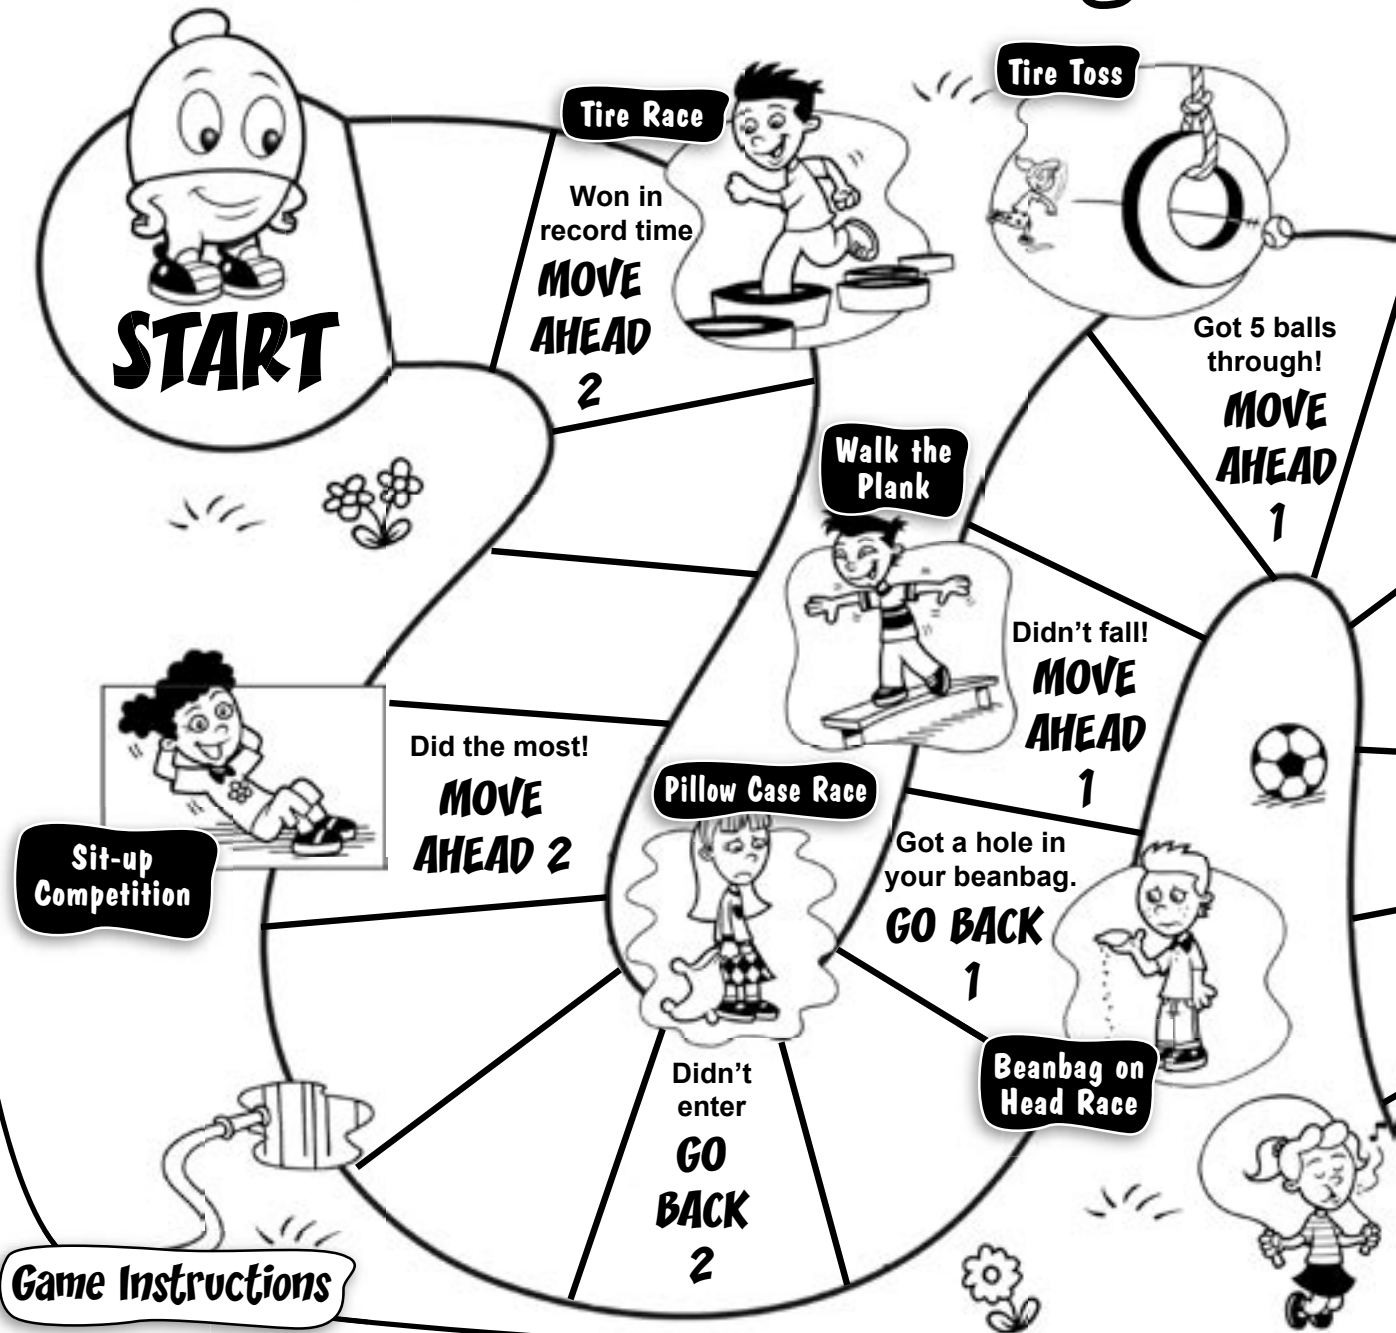 START
Tire Race
Won in
record time
MOVE
AHEAD
2
Tire Toss
Got 5 balls
through!
MOVE
AHEAD
1
Walk the
Plank
Didn't fall!
MOVE
AHEAD
1
Did the most!
MOVE
AHEAD 2
Sit-up
Competition
Pillow Case Race
Didn't
enter
GO
BACK
2
Got a hole in
your beanbag.
GO BACK
1
Beanbag on
Head Race
Game Instructions